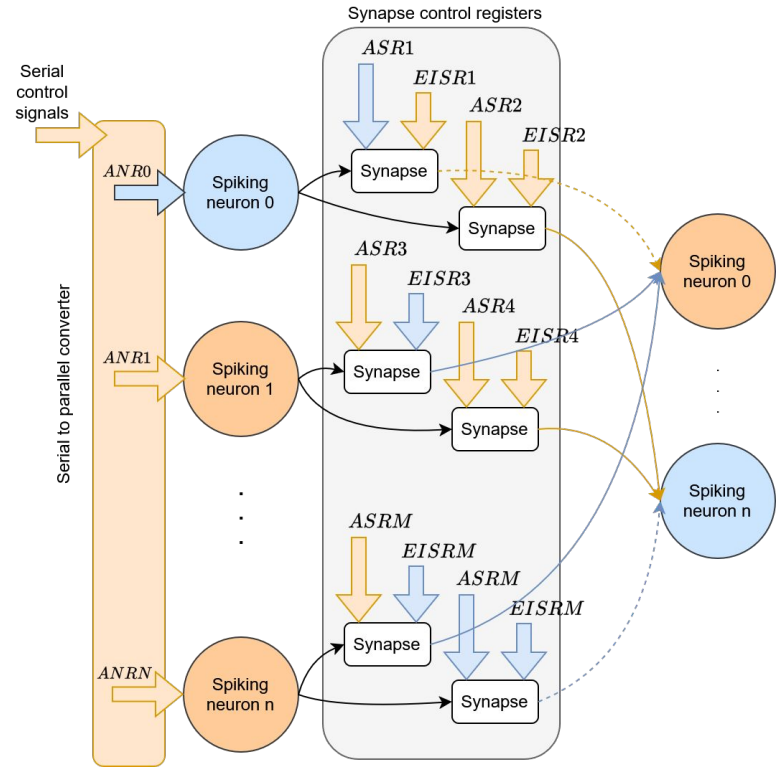 Synapse control registers
Serial
control
signals
ASR1
EISR1
ASR2
EISR2
ANR0
Spiking
neuron 0
Synapse
Synapse
Spiking
neuron 0
ASR3
EISR3
ASR4
EISR4
Serial to parallel converter
ANR1
Spiking
neuron 1
Synapse
Synapse
.
.
.
Spiking
neuron n
.
.
.
ASRM
EISRM
ASRM
EISRM
ANRN
Spiking
neuron n
Synapse
Synapse